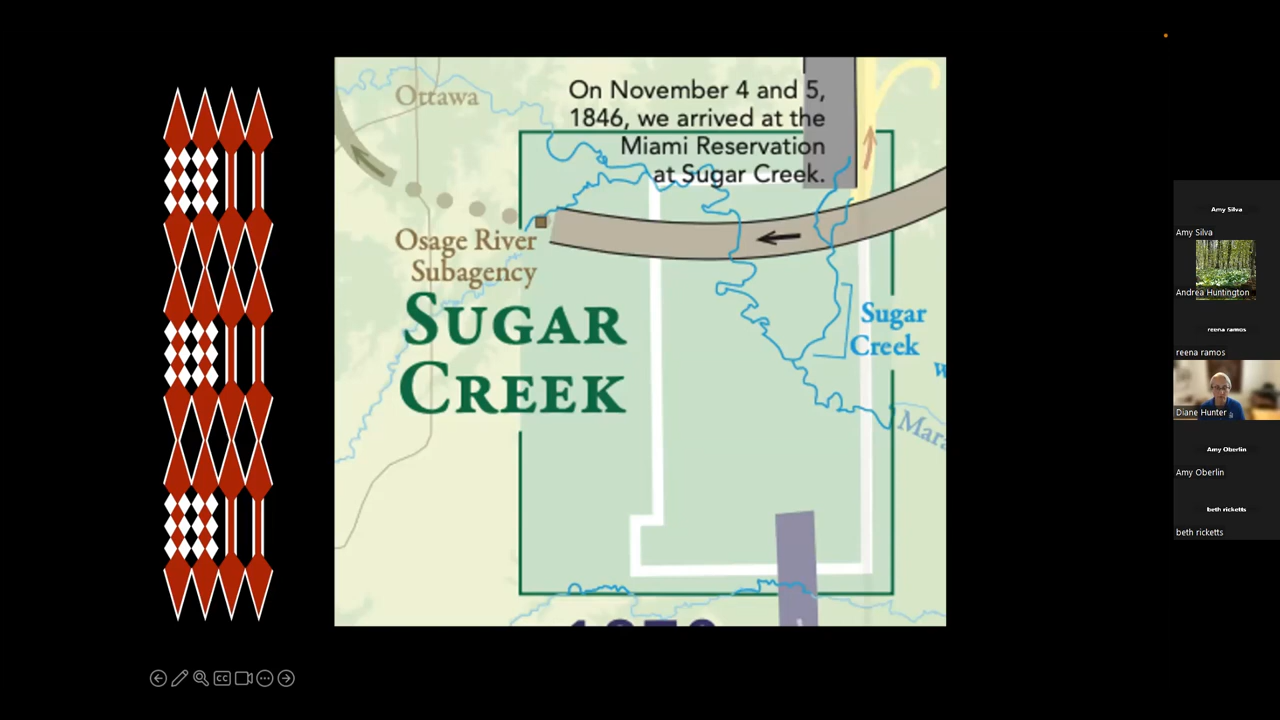 Ottawa
On November 4 and 5,
1846, we arrived at the
Miami Reservation
at Sugar Creek.
Osage River
Subagency
SUGAR
CREEK
Sugar
Creek
Amy Silva
Amy Silva
Andrea Huntington
reena ramos
reena ramos
Diane Hunter
Amy Oberlin
Amy Oberlin
beth ricketts
beth ricketts
CC